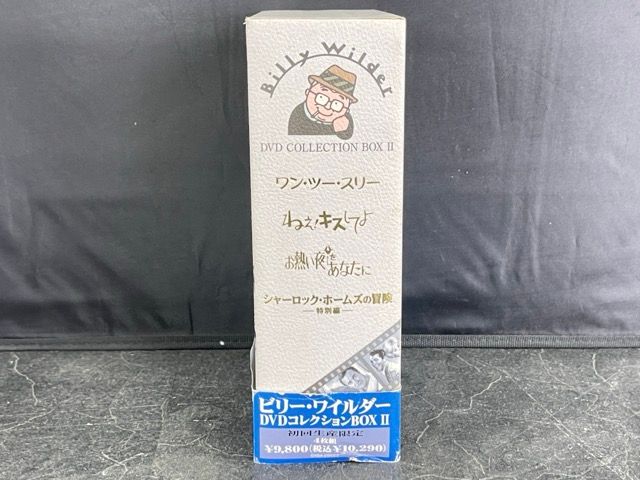 Billy Wilder
DVD COLLECTION BOX II
ワン・ツー・スリー
ねぇ!キスしてよ
お熱い夜をあなたに
シャーロック・ホームズの冒険
―特別編―
ビリー・ワイルダー
DVDコレクションBOX II
初回生産限定
4枚組
¥9,800(税込¥10,290)